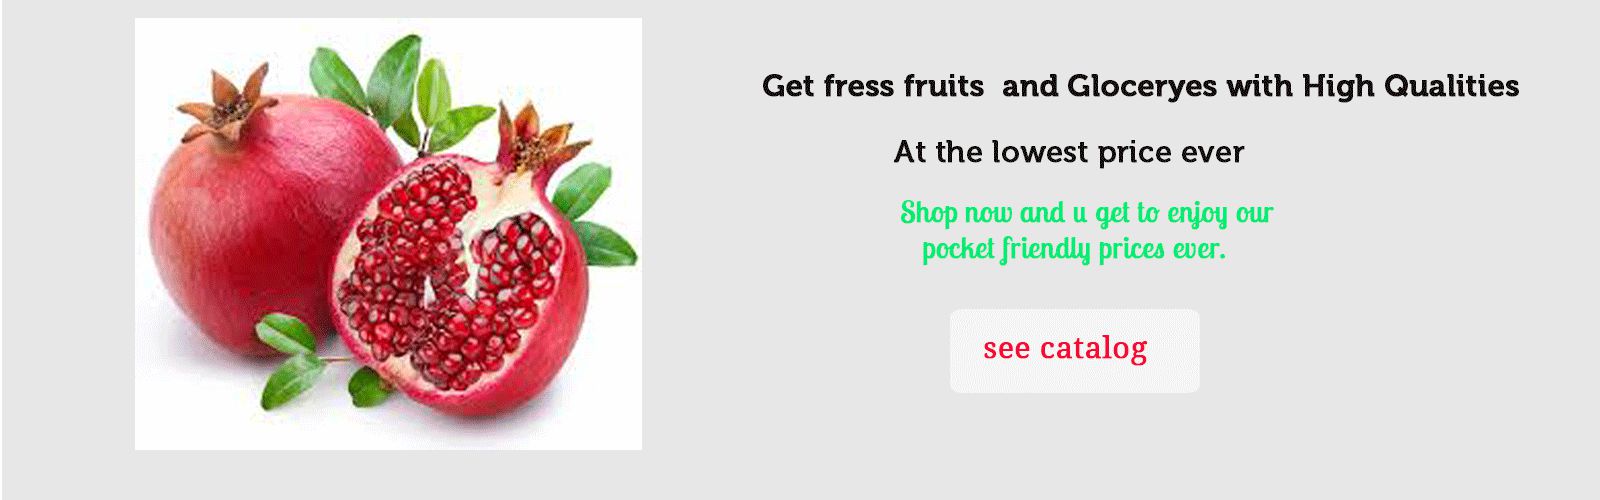 Get fress fruits  and Gloceryes with High Qualities
At the lowest price ever
Shop now and u get to enjoy our
pocket friendly prices ever.
see catalog